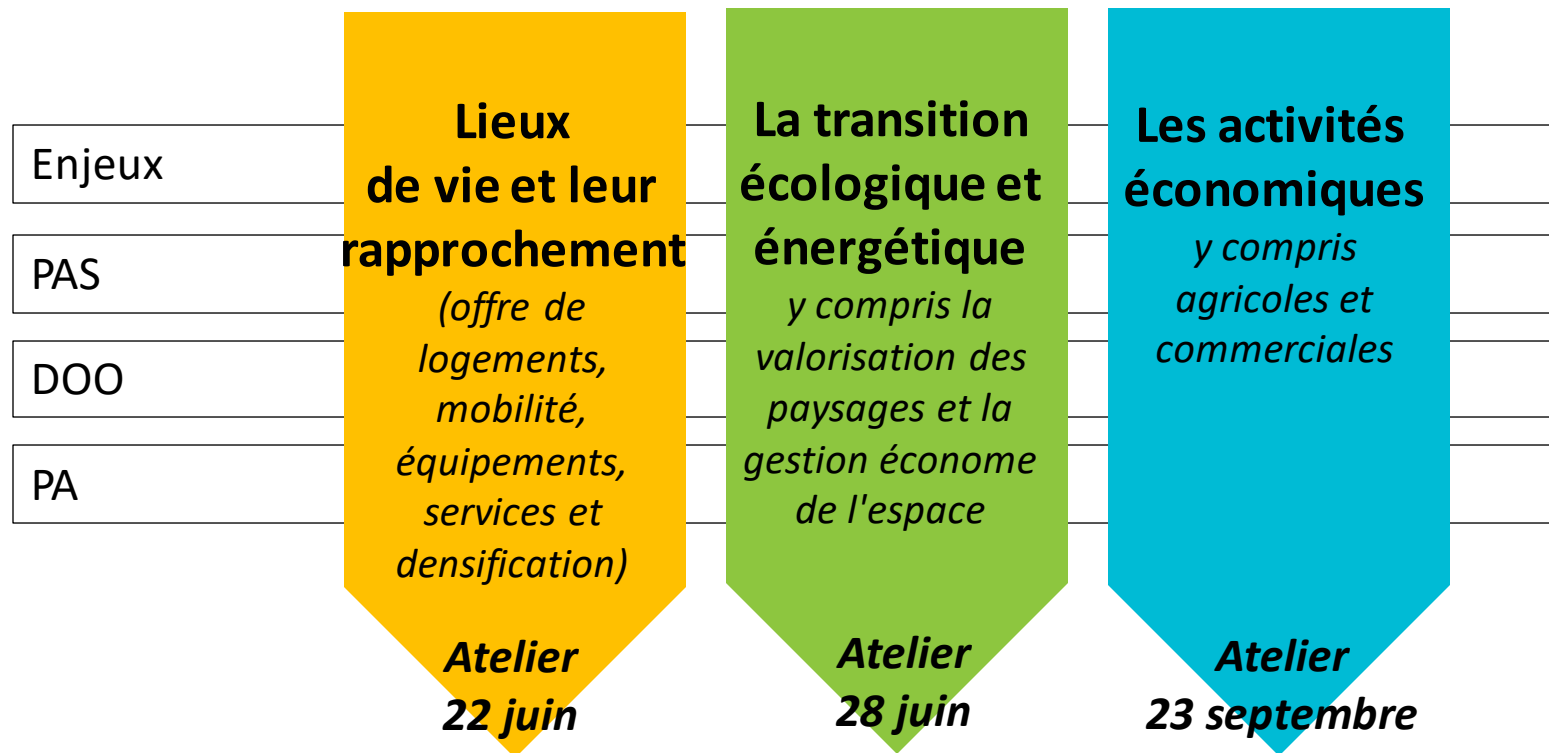 Enjeux
PAS
DOO
PA
Lieux
de vie et leur
rapprochement
(offre de
logements,
mobilité,
équipements,
services et
densification)
Atelier
22 juin
La transition
écologique et
énergétique
y compris la
valorisation des
paysages et la
gestion économe
de l'espace
Atelier
28 juin
Les activités
économiques
y compris
agricoles et
commerciales
Atelier
23 septembre